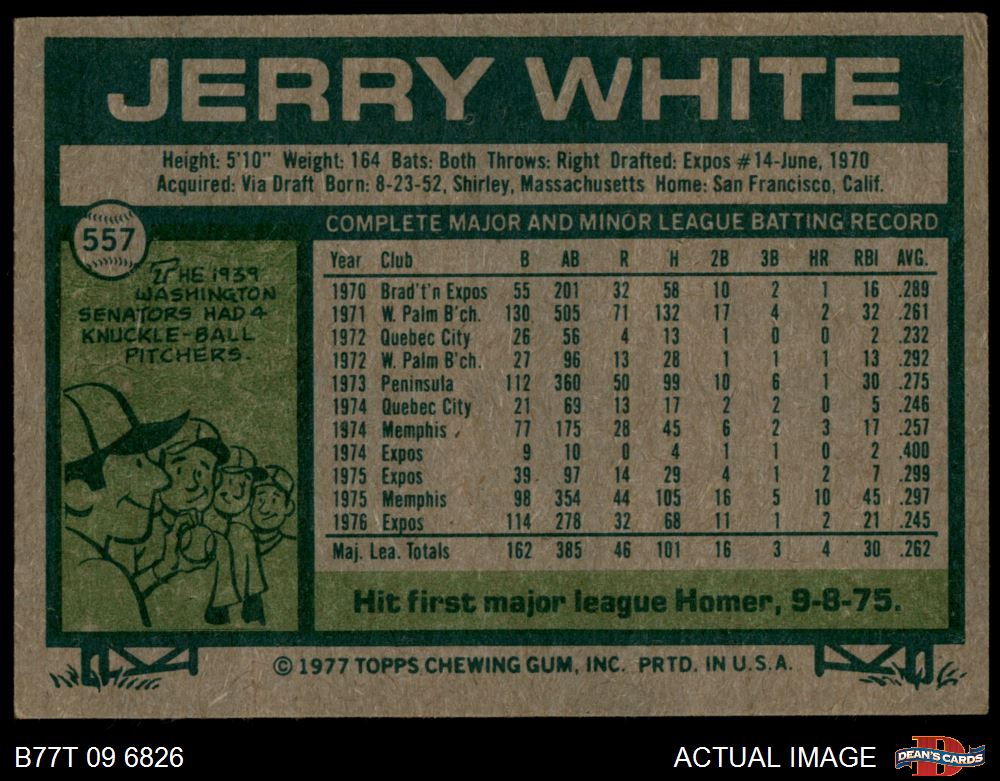 JERRY WHITE
Height: 5'10" Weight: 164 Bats: Both Throws: Right Drafted: Expos #14-June, 1970
Acquired: Via Draft Born: 8-23-52, Shirley, Massachusetts Home: San Francisco, Calif.
557
THE 1939
WASHINGTON
SENATORS HAD 4
KNUCKLE-BALL
PITCHERS.
COMPLETE MAJOR AND MINOR LEAGUE BATTING RECORD
Year Club B AB R H 2B 3B HR RBI AVG.
1970 Brad't'n Expos 55 201 32 58 10 2 1 16 .289
1971 W. Palm B'ch. 130 505 71 132 17 4 2 32 .261
1972 Quebec City 26 56 4 13 1 0 0 2 .232
1972 W. Palm B'ch. 27 96 13 28 1 1 1 13 .292
1973 Peninsula 112 360 50 99 10 6 1 30 .275
1974 Quebec City 21 69 13 17 2 2 0 5 .246
1974 Memphis 77 175 28 45 6 2 3 17 .257
1974 Expos 9 10 0 4 1 1 0 2 .400
1975 Expos 39 97 14 29 4 1 2 7 .299
1975 Memphis 98 354 44 105 16 5 10 45 .297
1976 Expos 114 278 32 68 11 1 2 21 .245
Maj. Lea. Totals 162 385 46 101 16 3 4 30 .262
Hit first major league Homer, 9-8-75.
© 1977 TOPPS CHEWING GUM, INC. PRTD. IN U.S.A.
B77T 09 6826
ACTUAL IMAGE
D
DEAN'S CARDS